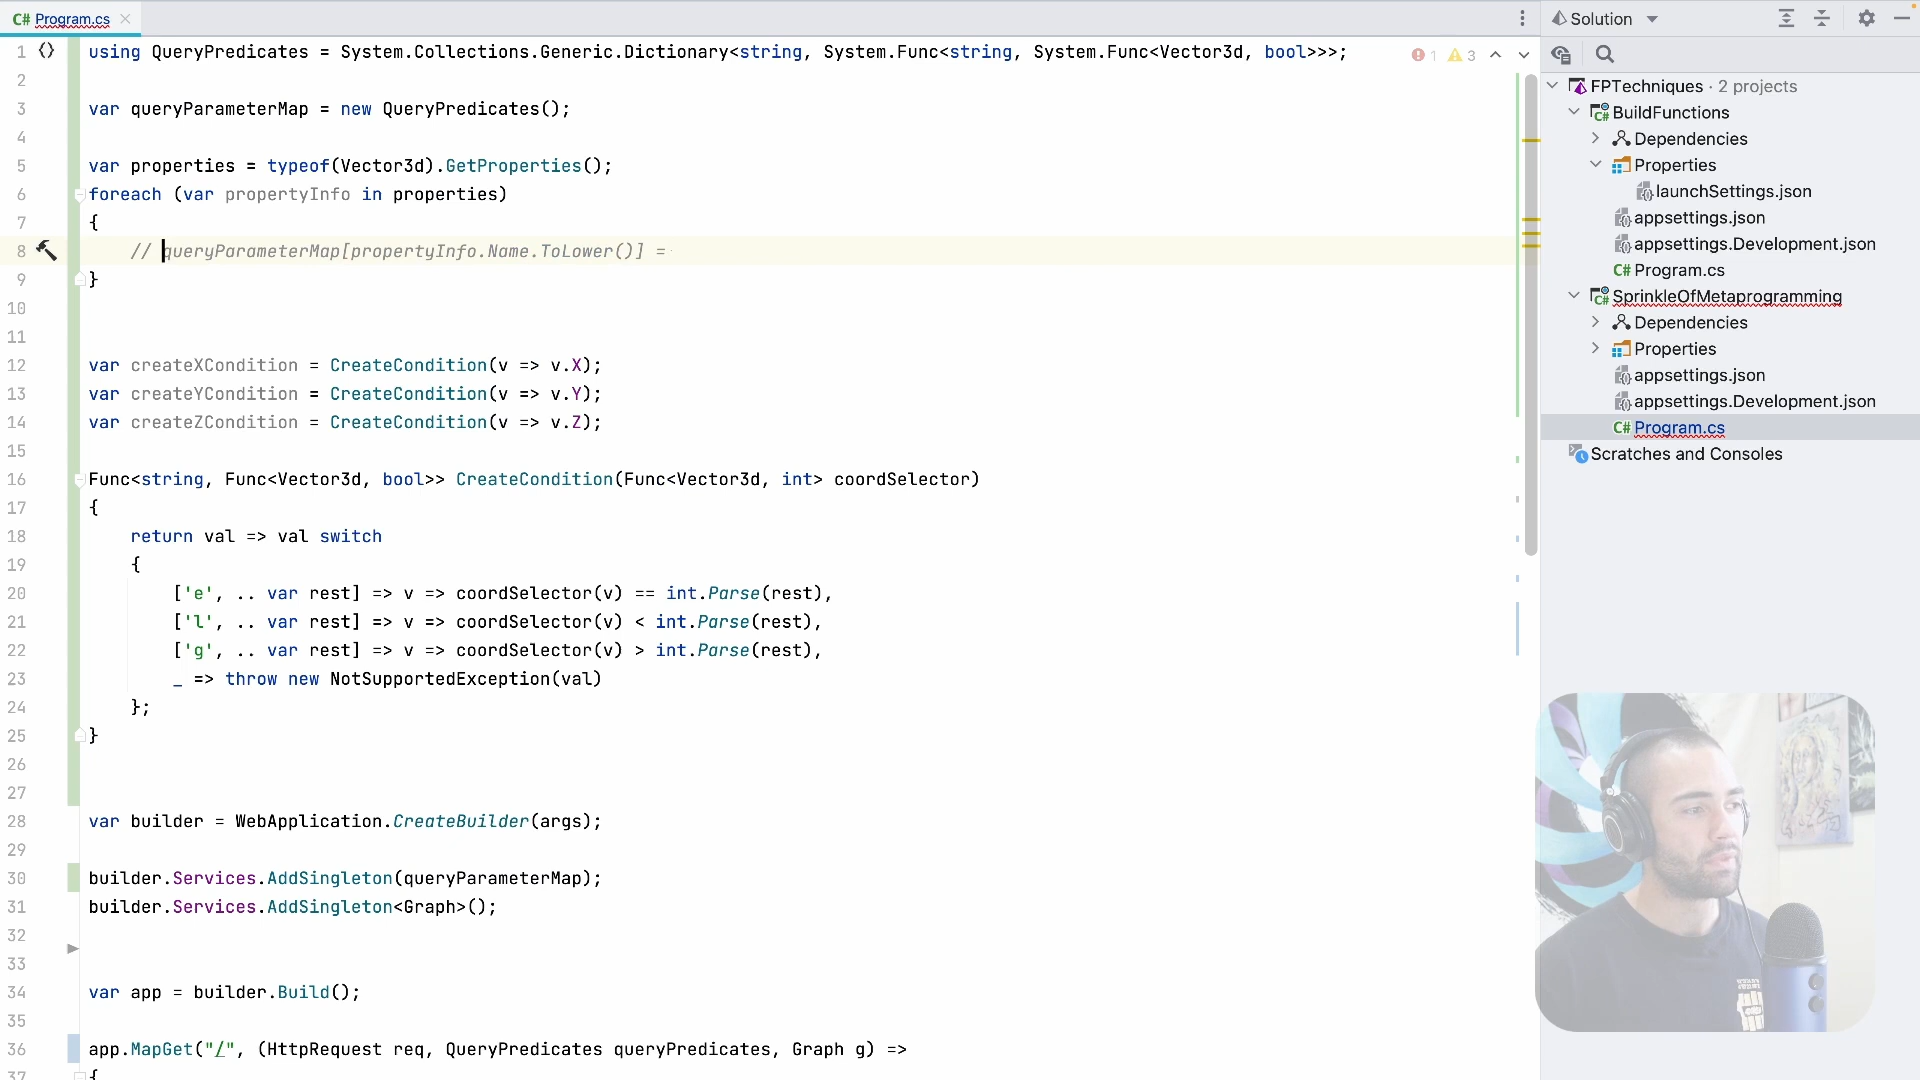 C# Program.cs
1 using QueryPredicates = System.Collections.Generic.Dictionary<string, System.Func<string, System.Func<Vector3d, bool>>>;
1 3
2
3 var queryParameterMap = new QueryPredicates();
4
5 var properties = typeof(Vector3d).GetProperties();
6 foreach (var propertyInfo in properties)
7 {
8 // queryParameterMap[propertyInfo.Name.ToLower()] =
9 }
10
11
12 var createXCondition = CreateCondition(v => v.X);
13 var createYCondition = CreateCondition(v => v.Y);
14 var createZCondition = CreateCondition(v => v.Z);
15
16 Func<string, Func<Vector3d, bool>> CreateCondition(Func<Vector3d, int> coordSelector)
17 {
18 return val => val switch
19 {
20 ['e', .. var rest] => v => coordSelector(v) == int.Parse(rest),
21 ['l', .. var rest] => v => coordSelector(v) < int.Parse(rest),
22 ['g', .. var rest] => v => coordSelector(v) > int.Parse(rest),
23 _ => throw new NotSupportedException(val)
24 };
25 }
26
27
28 var builder = WebApplication.CreateBuilder(args);
29
30 builder.Services.AddSingleton(queryParameterMap);
31 builder.Services.AddSingleton<Graph>();
32
33
34 var app = builder.Build();
35
36 app.MapGet("/", (HttpRequest req, QueryPredicates queryPredicates, Graph g) =>
37 {
Solution
FPTechniques · 2 projects
C# BuildFunctions
Dependencies
Properties
launchSettings.json
appsettings.json
appsettings.Development.json
C# Program.cs
C# SprinkleOfMetaprogramming
Dependencies
Properties
appsettings.json
appsettings.Development.json
C# Program.cs
Scratches and Consoles